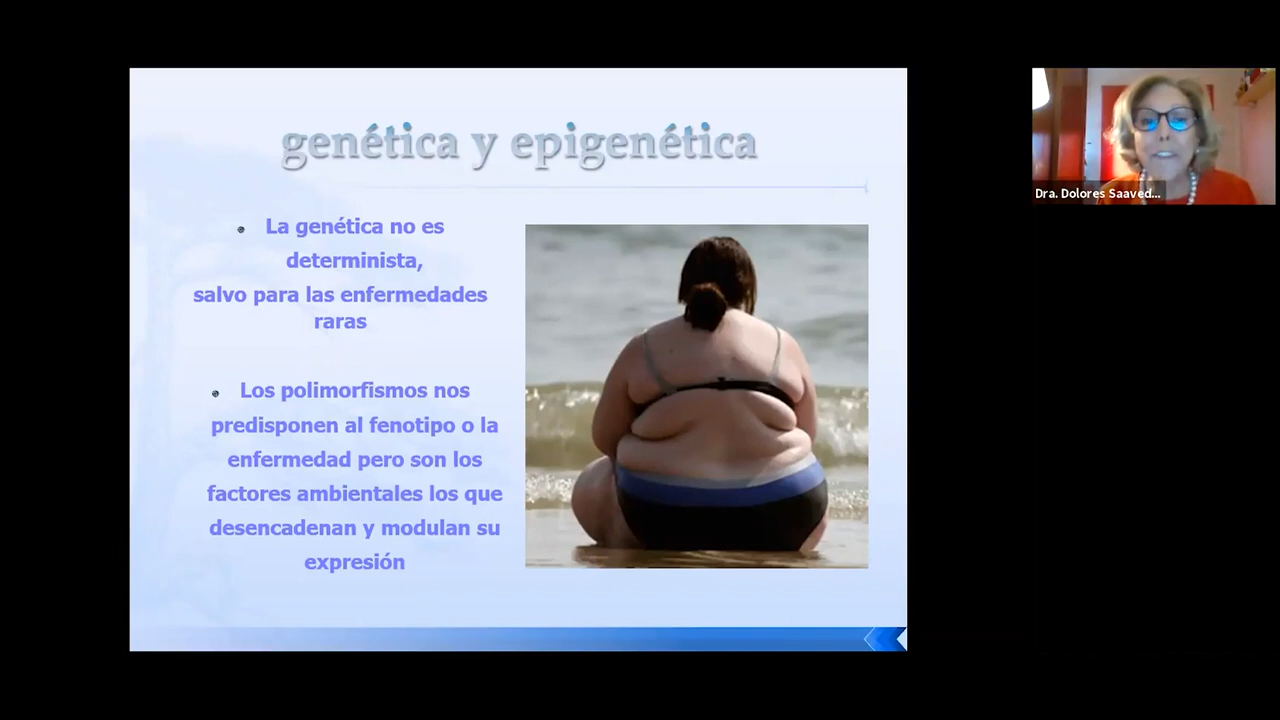 genética y epigenética
• La genética no es
determinista,
salvo para las enfermedades
raras
• Los polimorfismos nos
predisponen al fenotipo o la
enfermedad pero son los
factores ambientales los que
desencadenan y modulan su
expresión
Dra. Dolores Saaved...